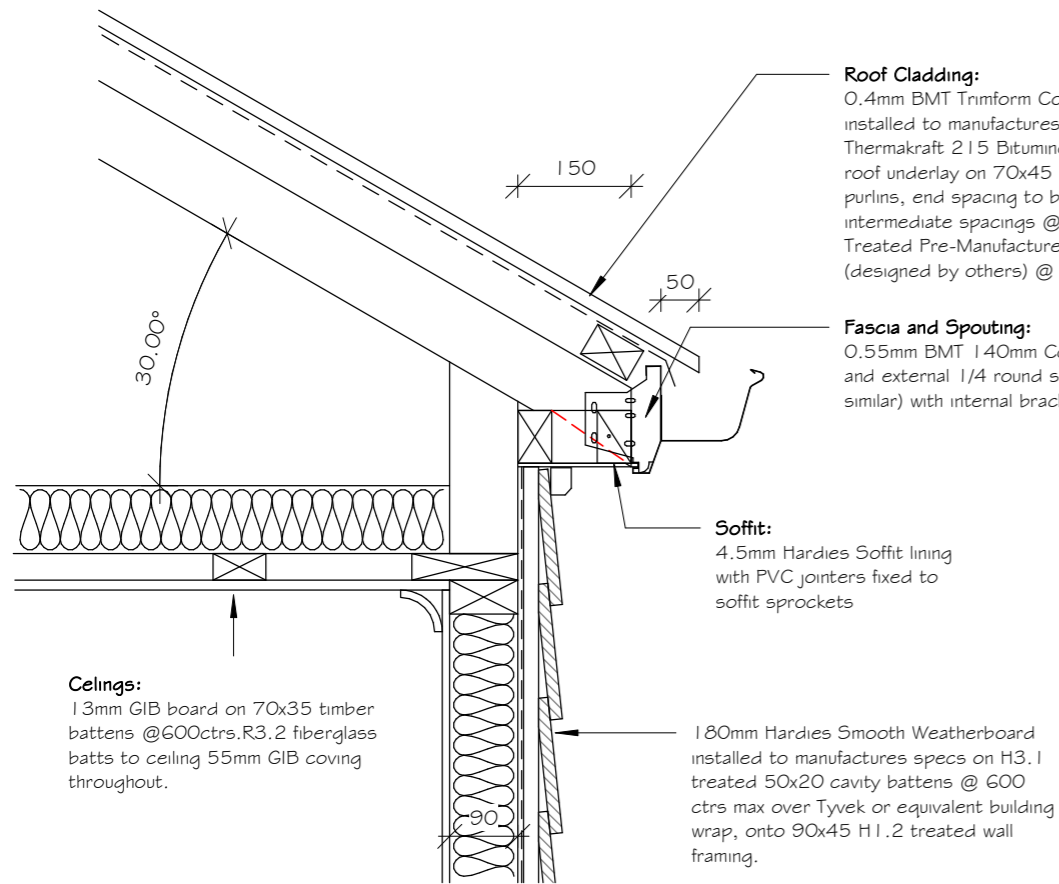 Roof Cladding:
0.4mm BMT Trimform Co
installed to manufactures
Thermakraft 215 Bitumin
roof underlay on 70x45
purlins, end spacing to b
intermediate spacings @
Treated Pre-Manufacture
(designed by others) @
150
50
Fascia and Spouting:
0.55mm BMT 140mm Co
and external 1/4 round s
similar) with internal brac
30.00°
Soffit:
4.5mm Hardies Soffit lining
with PVC jointers fixed to
soffit sprockets
Celings:
13mm GIB board on 70x35 timber
battens @600ctrs.R3.2 fiberglass
batts to ceiling 55mm GIB coving
throughout.
180mm Hardies Smooth Weatherboard
installed to manufactures specs on H3.1
treated 50x20 cavity battens @ 600
ctrs max over Tyvek or equivalent building
wrap, onto 90x45 H1.2 treated wall
framing.
90